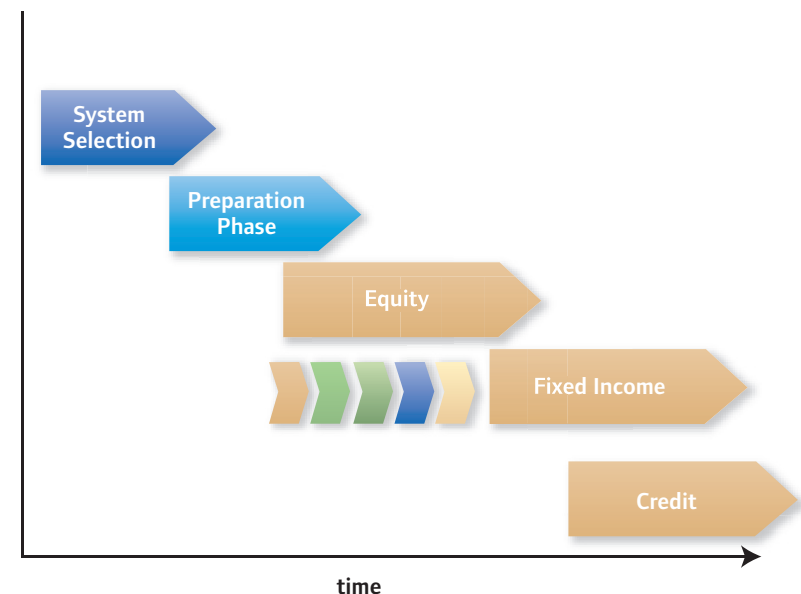 System
Selection
Preparation
Phase
Equity
Fixed Income
Credit
time